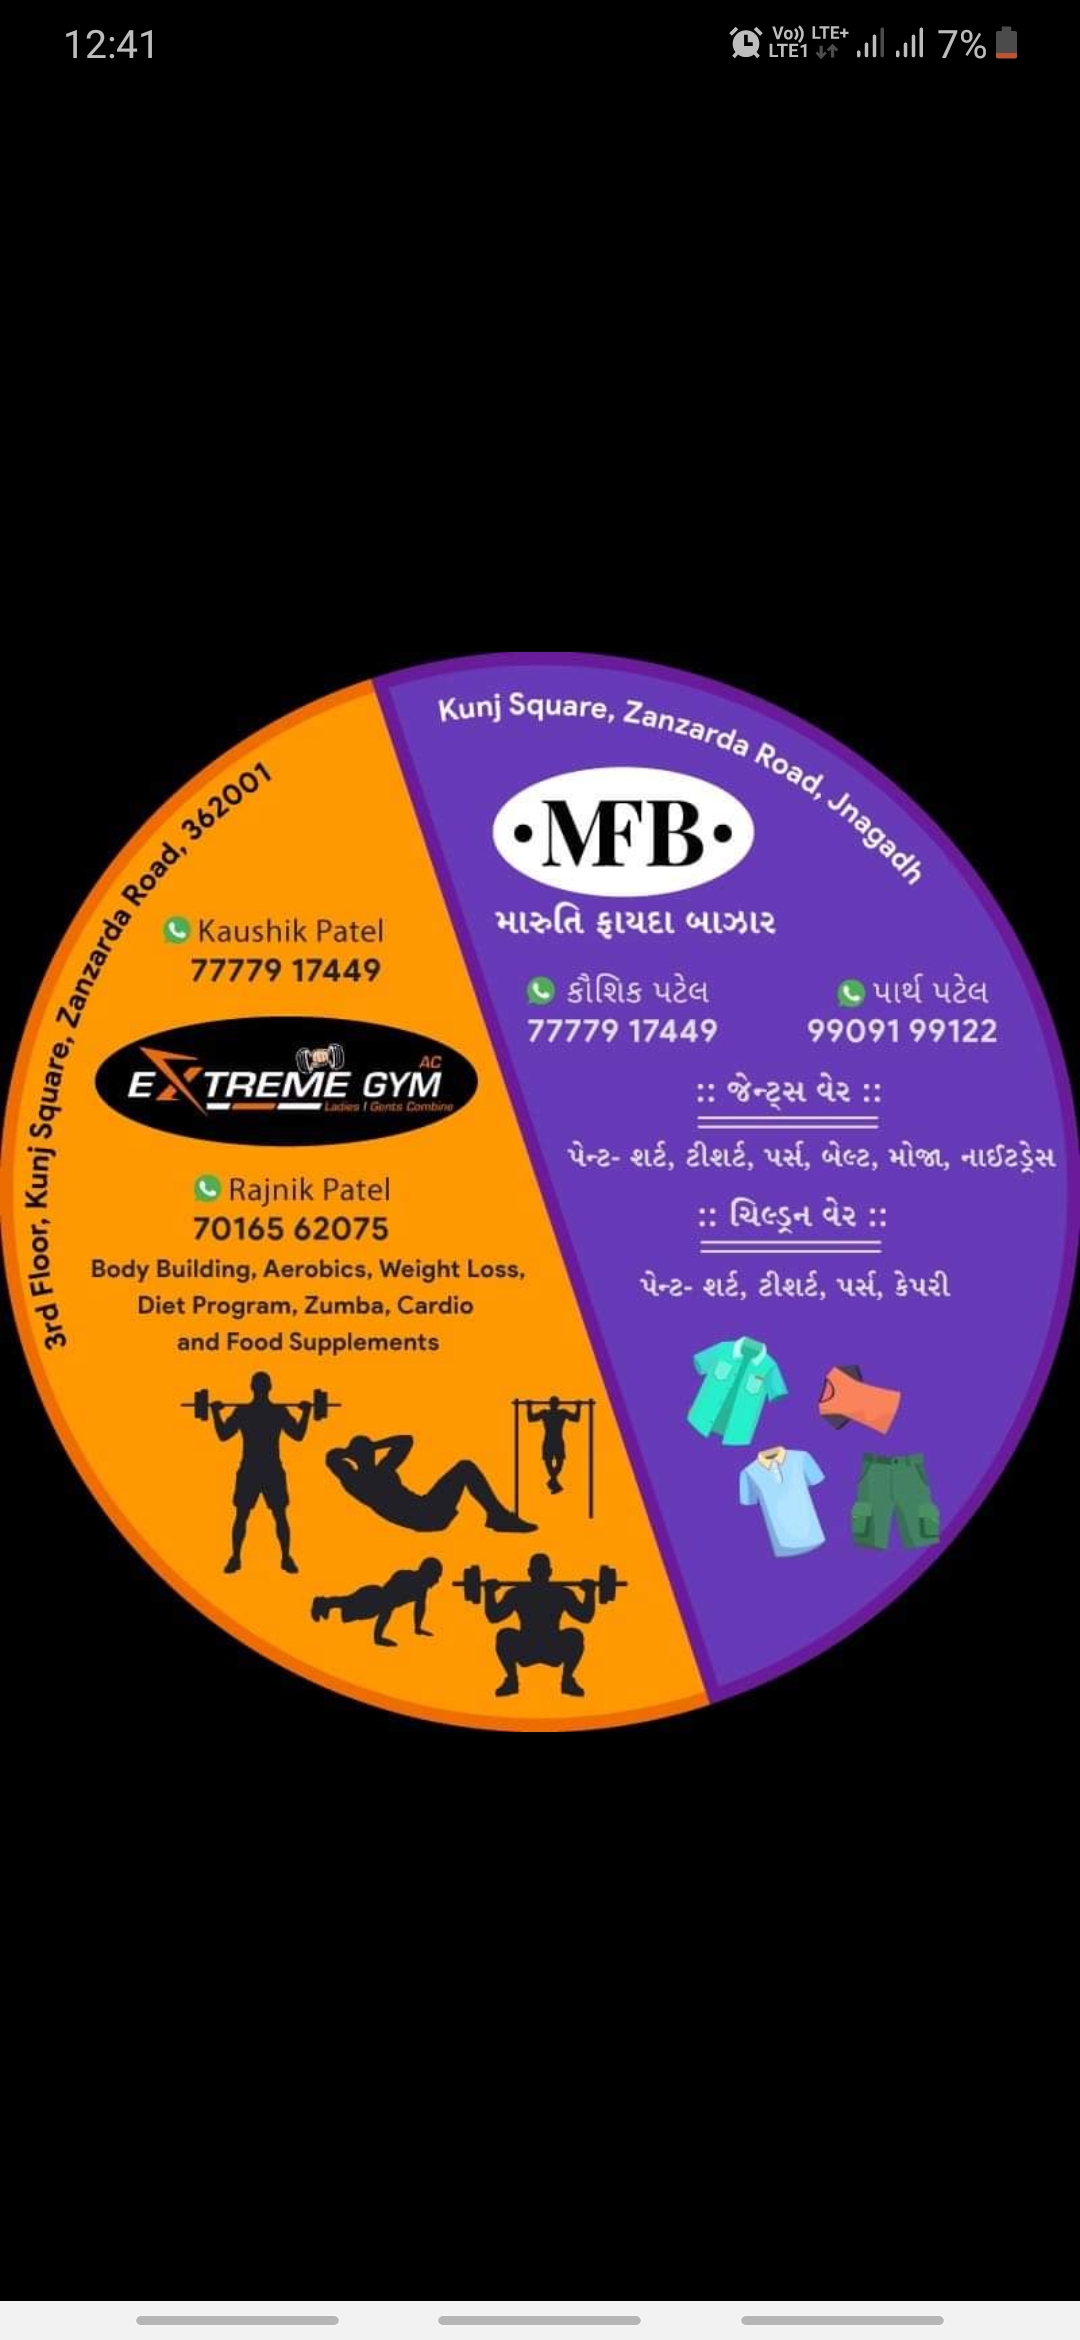 12:41
Vo)) LTE+
LTE1
7%
3rd Floor, Kunj Square, Zanzarda Road, 362001
Kaushik Patel
77779 17449
EXTREME GYM
AC
Ladies | Gents Combine
Rajnik Patel
70165 62075
Body Building, Aerobics, Weight Loss,
Diet Program, Zumba, Cardio
and Food Supplements
Kunj Square, Zanzarda Road, Jnagadh
•MFB•
મારુતિ ફાયદા બાઝાર
કૌશિક પટેલ
77779 17449
પાર્થ પટેલ
99091 99122
:: જેન્ટ્સ વેર ::
પેન્ટ- શર્ટ, ટીશર્ટ, પર્સ, બેલ્ટ, મોજા, નાઈટડ્રેસ
:: ચિલ્ડ્રન વેર ::
પેન્ટ- શર્ટ, ટીશર્ટ, પર્સ, કેપરી